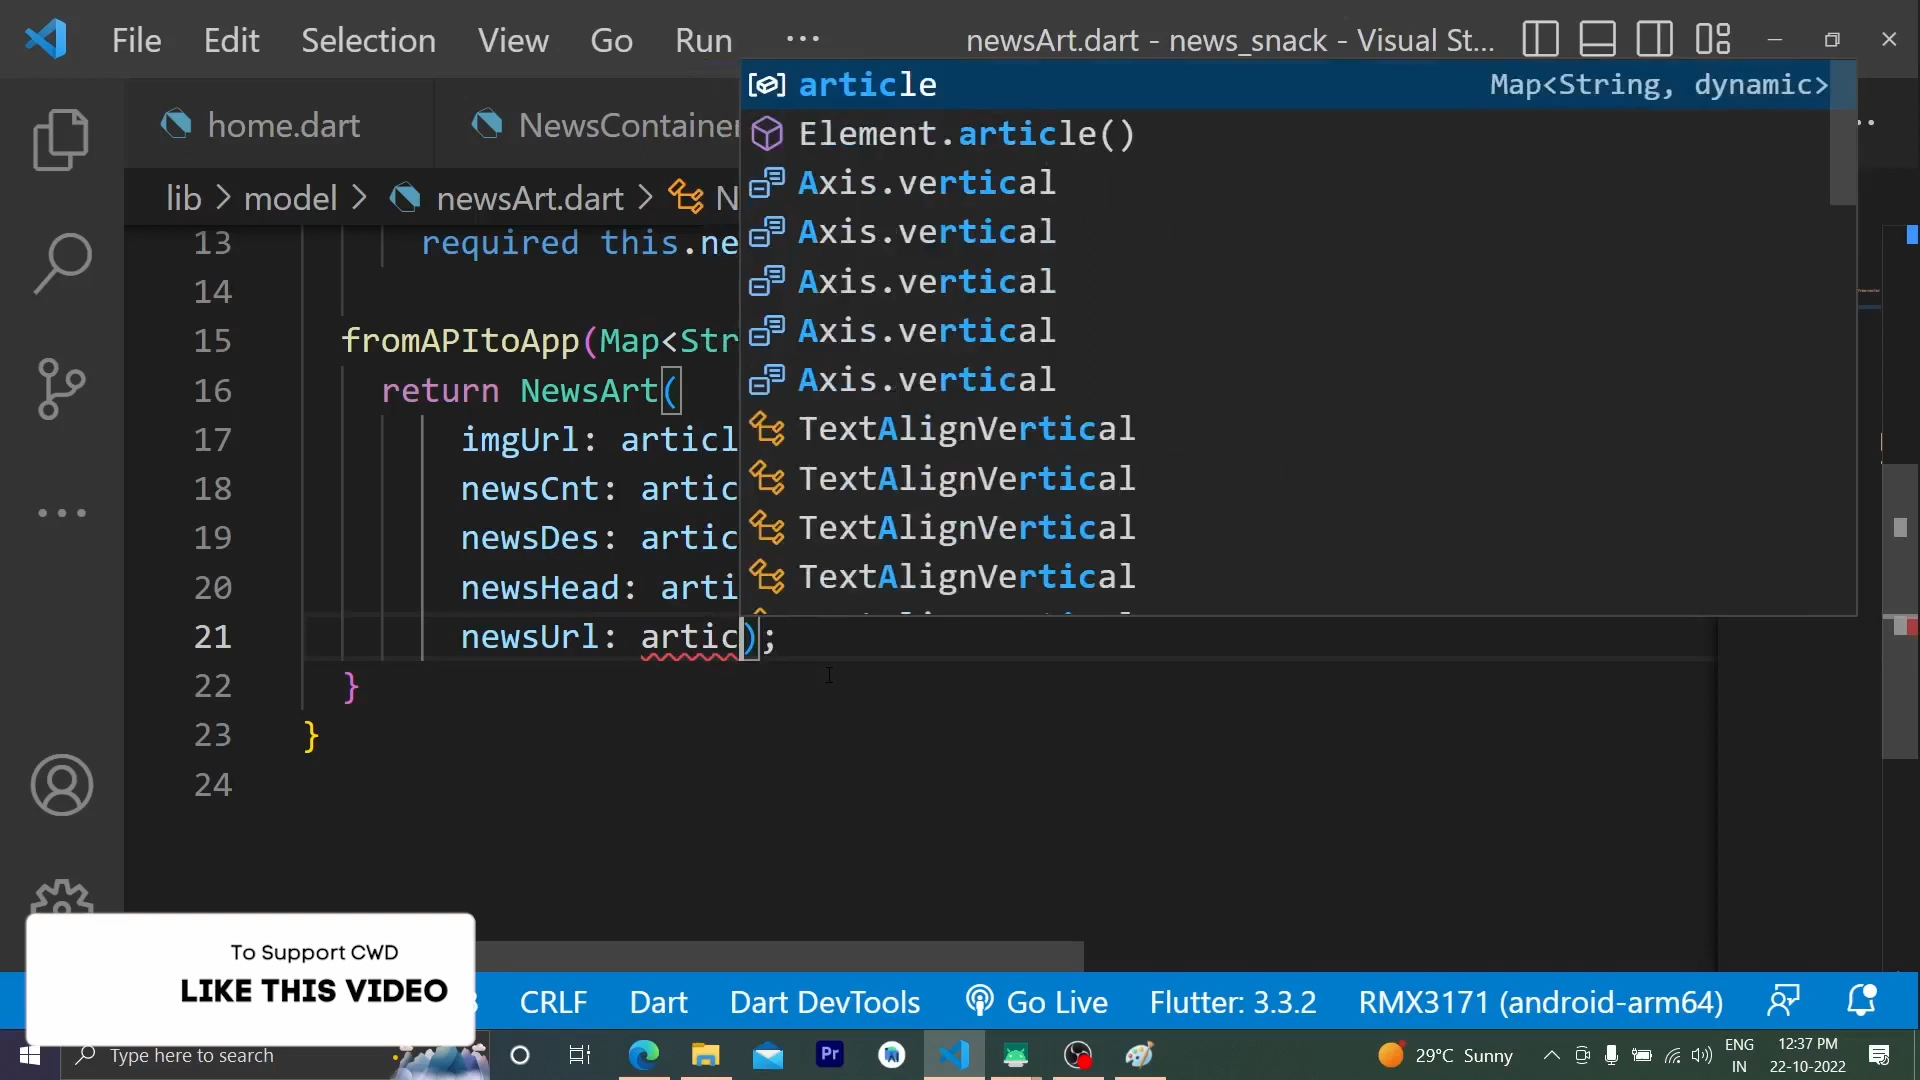 File Edit Selection View Go Run ··· newsArt.dart - news_snack - Visual St...
home.dart NewsContainer
lib > model > newsArt.dart > N
article Map<String, dynamic>
Element.article()
Axis.vertical
Axis.vertical
Axis.vertical
Axis.vertical
Axis.vertical
TextAlignVertical
TextAlignVertical
TextAlignVertical
TextAlignVertical
13 required this.ne
14
15 fromAPItoApp(Map<Str
16 return NewsArt(
17 imgUrl: articl
18 newsCnt: artic
19 newsDes: artic
20 newsHead: arti
21 newsUrl: artic);
22 }
23 }
24
To Support CWD
LIKE THIS VIDEO
CRLF Dart Dart DevTools Go Live Flutter: 3.3.2 RMX3171 (android-arm64)
Type here to search Pr 29°C Sunny ENG IN 12:37 PM 22-10-2022